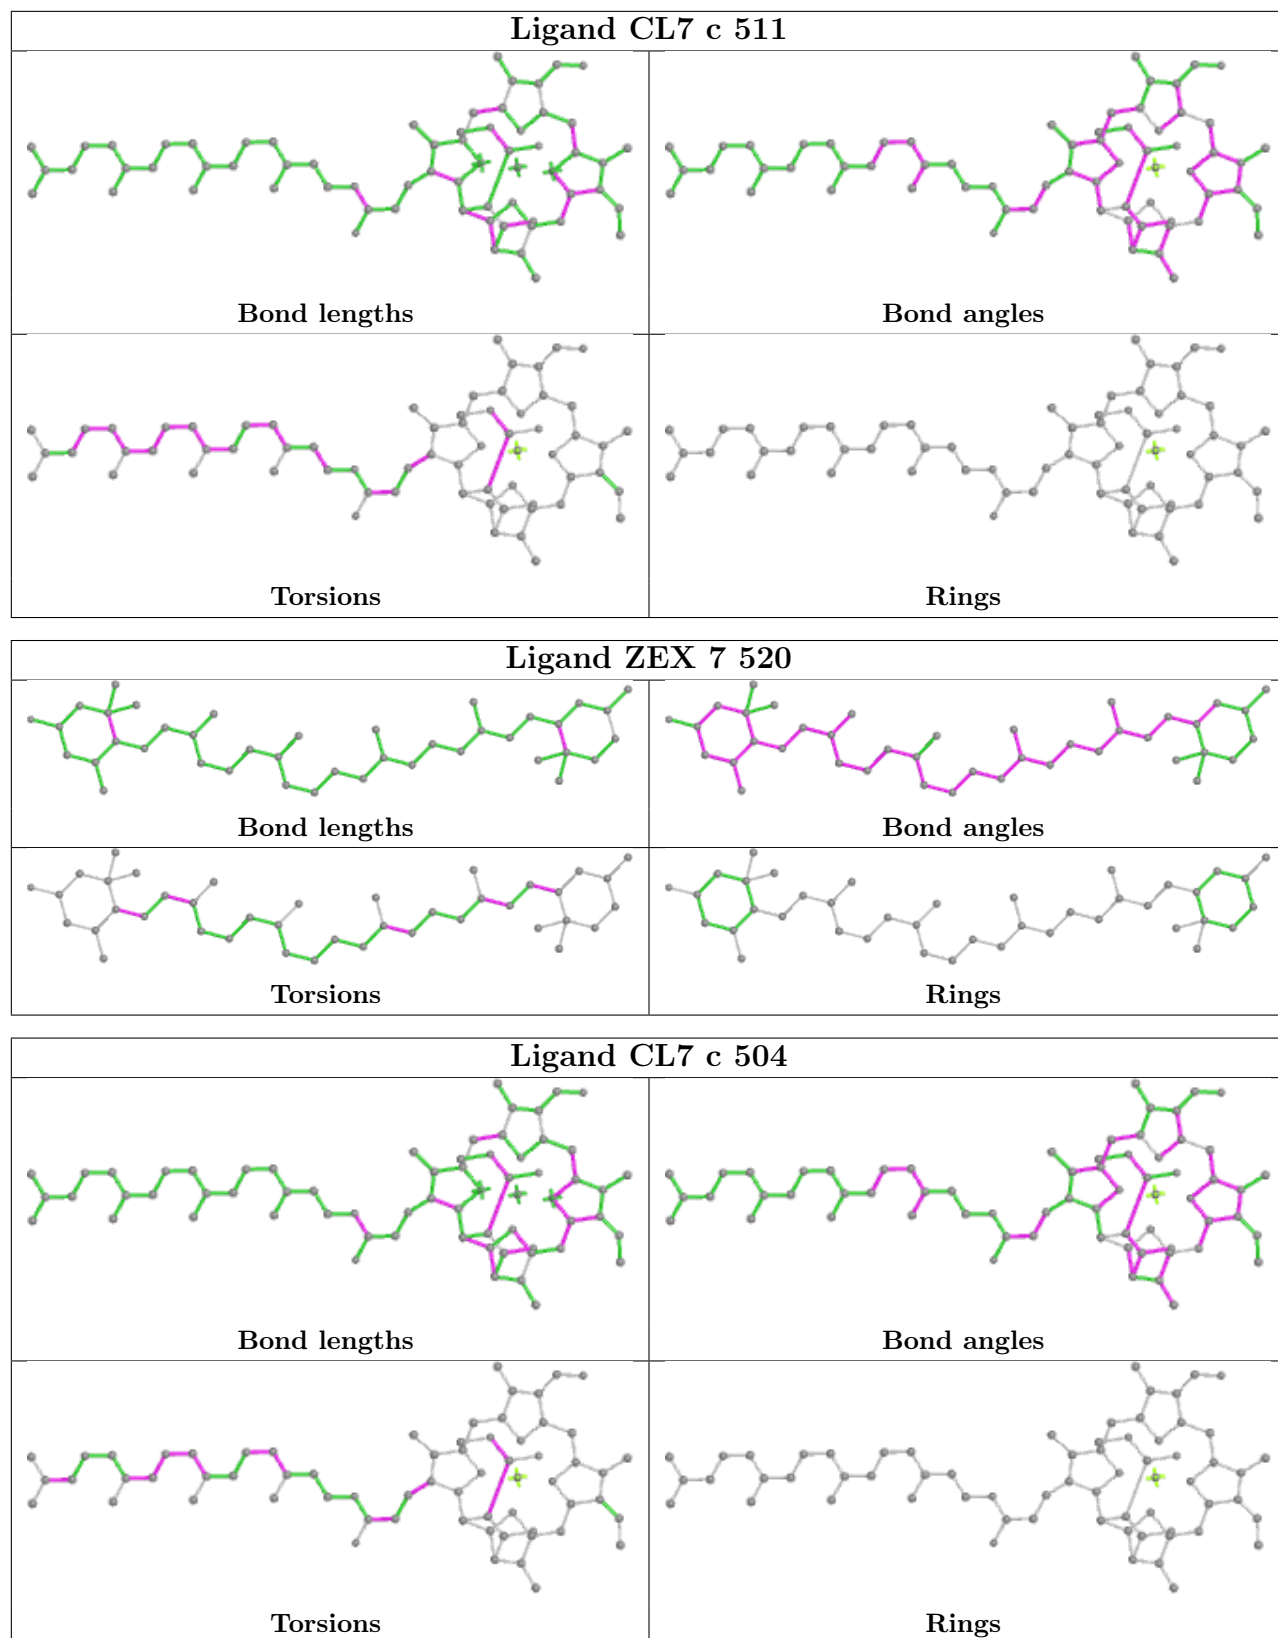 Ligand CL7 c 511
Bond lengths
Bond angles
Torsions
Rings
Ligand ZEX 7 520
Bond lengths
Bond angles
Torsions
Rings
Ligand CL7 c 504
Bond lengths
Bond angles
Torsions
Rings